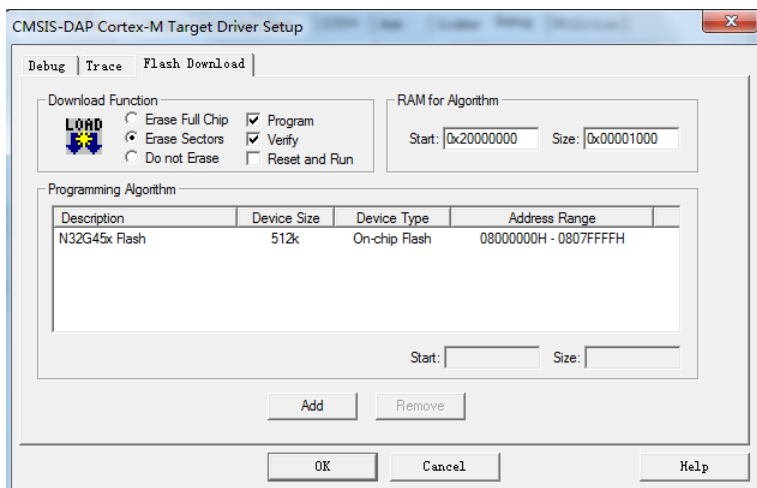 CMSIS-DAP Cortex-M Target Driver Setup
Debug Trace Flash Download
Download Function
LOAD
Erase Full Chip
Erase Sectors
Do not Erase
Program
Verify
Reset and Run
RAM for Algorithm
Start: 0x20000000 Size: 0x00001000
Programming Algorithm
Description Device Size Device Type Address Range
N32G45x Flash 512k On-chip Flash 08000000H - 0807FFFFH
Start: Size:
Add Remove
OK Cancel Help